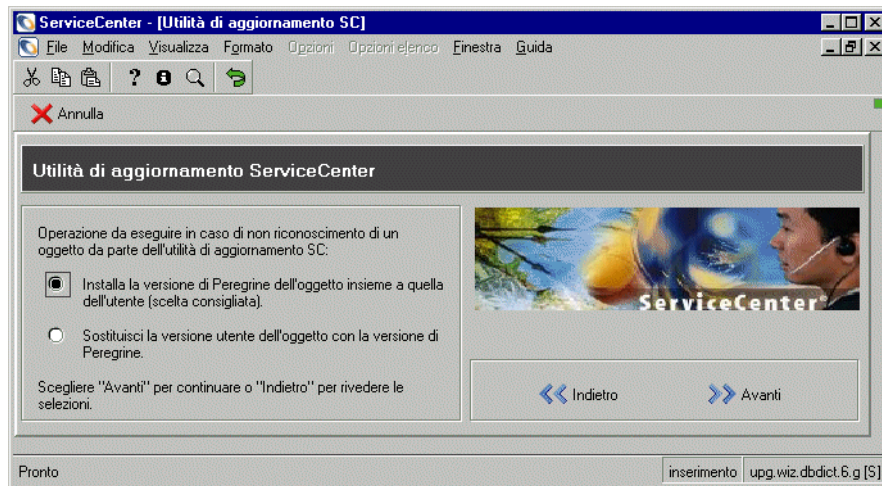 ServiceCenter - [Utilità di aggiornamento SC]
File Modifica Visualizza Formato Opzioni Opzioni elenco Finestra Guida
Annulla
Utilità di aggiornamento ServiceCenter
Operazione da eseguire in caso di non riconoscimento di un
oggetto da parte dell'utilità di aggiornamento SC:
Installa la versione di Peregrine dell'oggetto insieme a quella
dell'utente (scelta consigliata).
Sostituisci la versione utente dell'oggetto con la versione di
Peregrine.
Scegliere "Avanti" per continuare o "Indietro" per rivedere le
selezioni.
ServiceCenter®
Indietro Avanti
Pronto inserimento upg.wiz.dbdict.6.g [S]